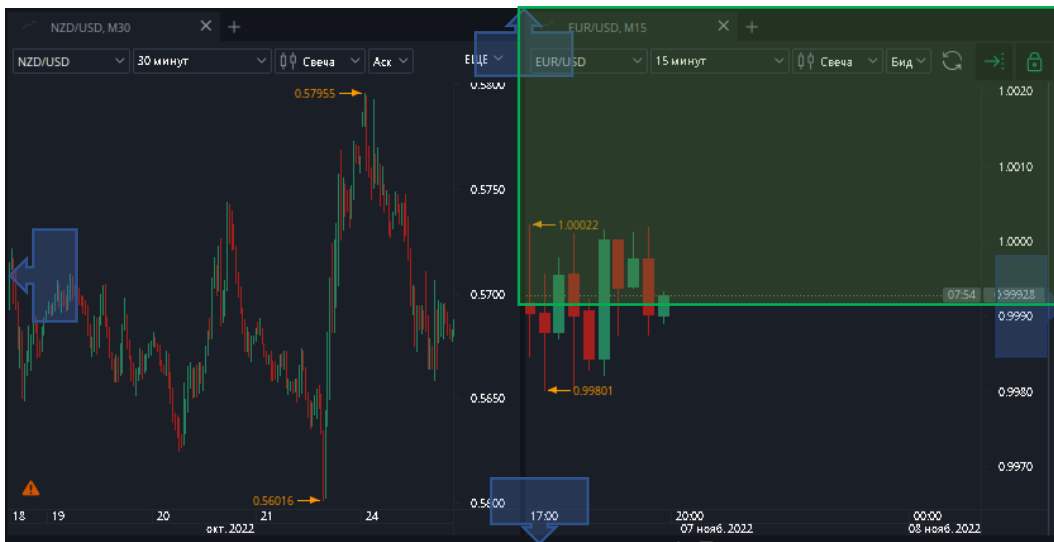 NZD/USD, M30
NZD/USD 30 минут Свеча Аск ЕЩЕ
0.5800
0.57955
0.5750
0.5700
0.5650
0.56016
0.5600
18 19 20 21 24
окт. 2022
EUR/USD, M15
EUR/USD 15 минут Свеча Бид
1.0020
1.0010
1.00022
1.0000
07:54 0.99928
0.9990
0.99801
0.9980
0.9970
17:00 20:00 00:00
07 нояб. 2022 08 нояб. 2022